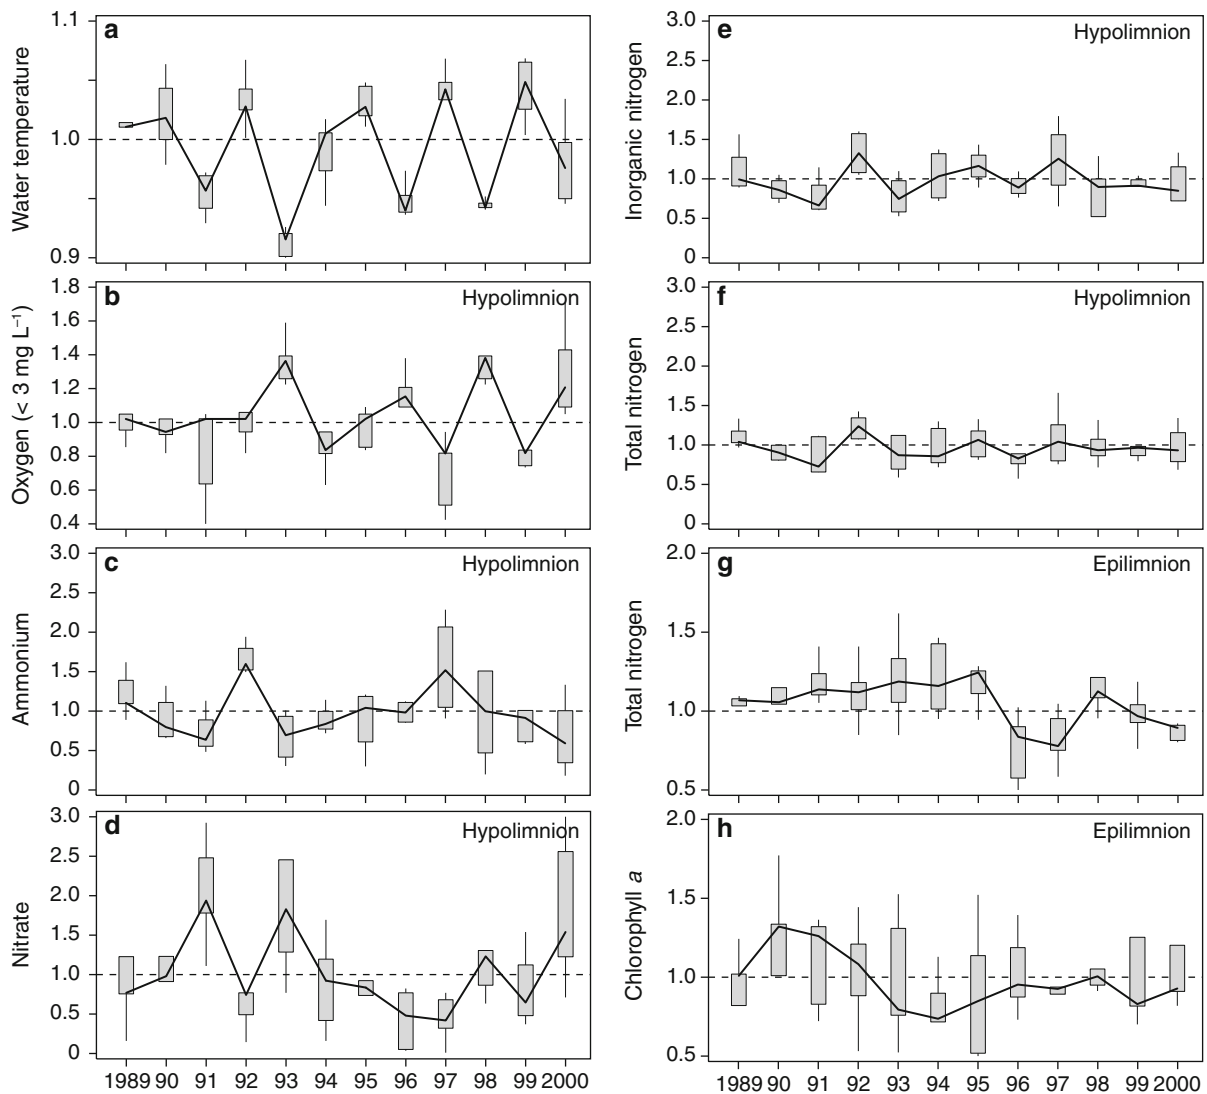 a
Water temperature
1.1
1.0
0.9
b
Hypolimnion
Oxygen (< 3 mg L⁻¹)
1.8
1.6
1.4
1.2
1.0
0.8
0.6
0.4
c
Hypolimnion
Ammonium
3.0
2.5
2.0
1.5
1.0
0.5
0
d
Hypolimnion
Nitrate
3.0
2.5
2.0
1.5
1.0
0.5
0
1989 90 91 92 93 94 95 96 97 98 99 2000
e
Hypolimnion
Inorganic nitrogen
3.0
2.5
2.0
1.5
1.0
0.5
0
f
Hypolimnion
Total nitrogen
3.0
2.5
2.0
1.5
1.0
0.5
0
g
Epilimnion
Total nitrogen
2.0
1.5
1.0
0.5
h
Epilimnion
Chlorophyll a
2.0
1.5
1.0
0.5
1989 90 91 92 93 94 95 96 97 98 99 2000